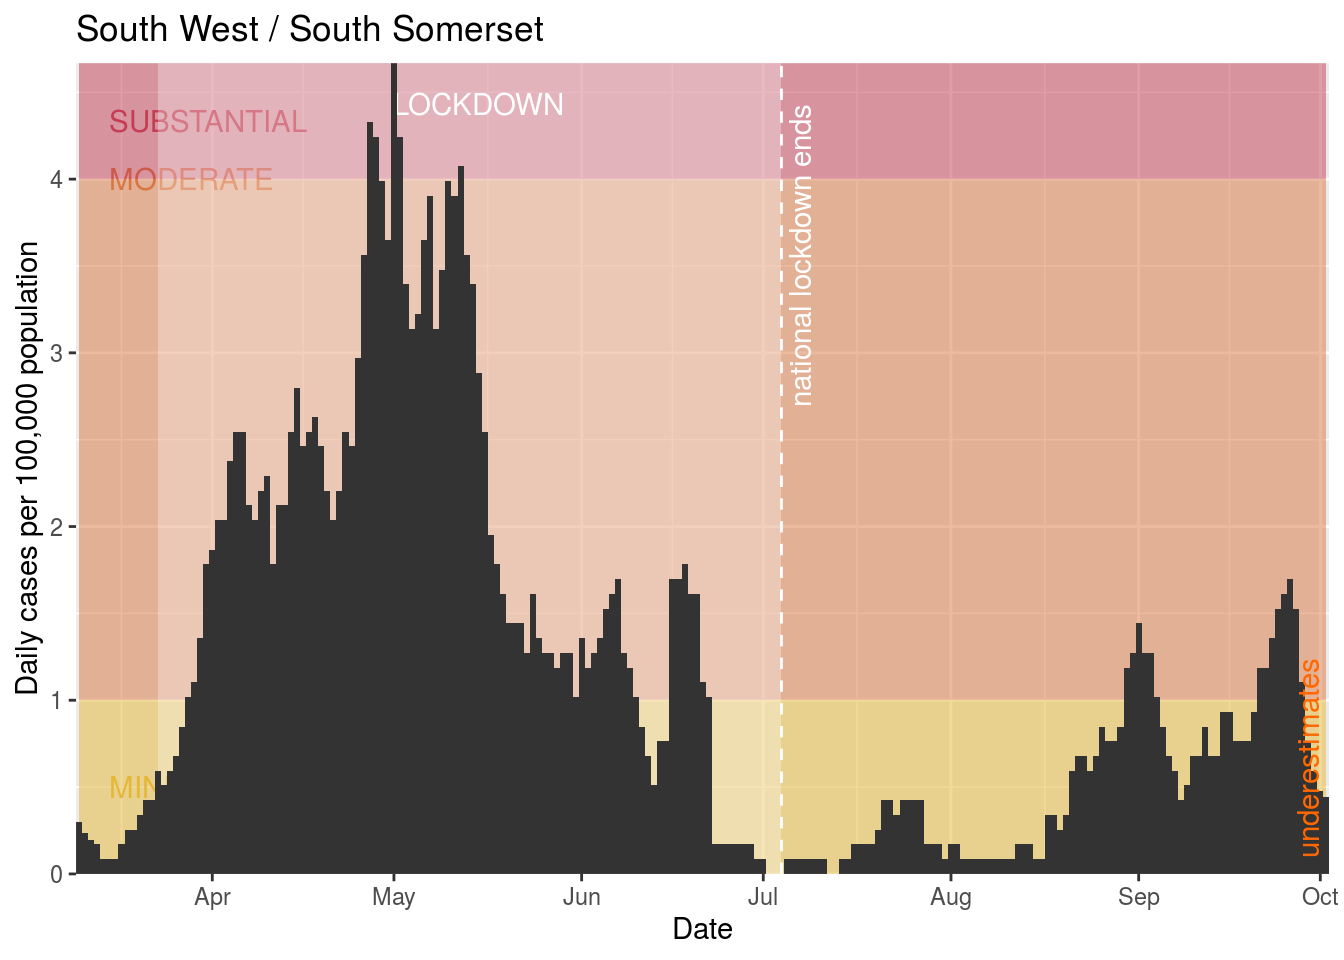 South West / South Somerset
SUBSTANTIAL
LOCKDOWN
MODERATE
national lockdown ends
MIN
underestimates
Daily cases per 100,000 population
4
3
2
1
0
Apr
May
Jun
Jul
Aug
Sep
Oct
Date